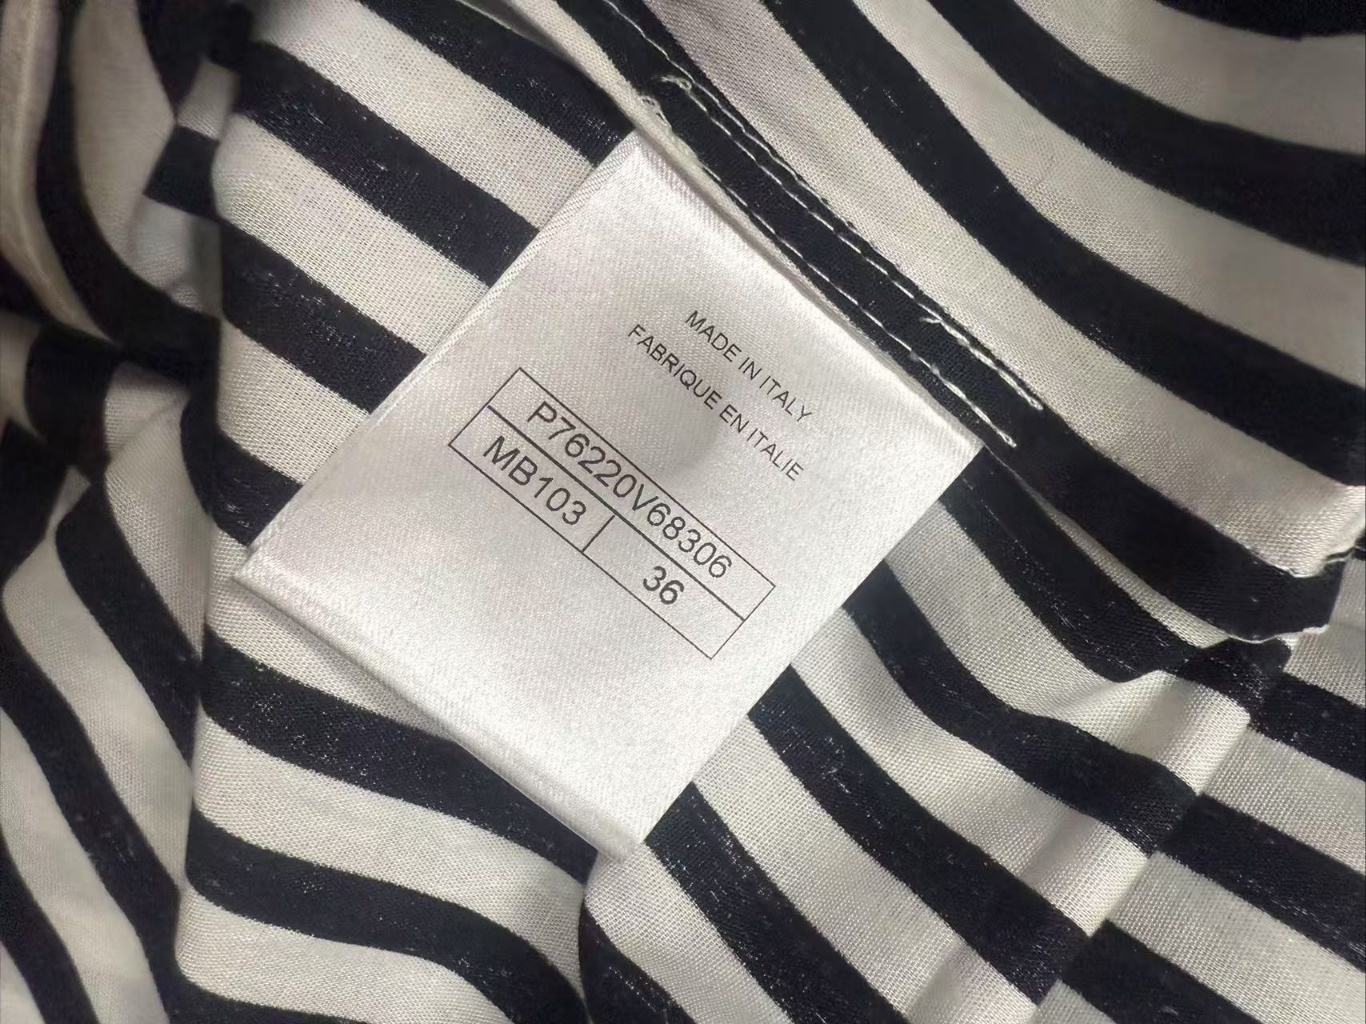 MADE IN ITALY
FABRIQUE EN ITALIE
P76220V68306
MB103 36